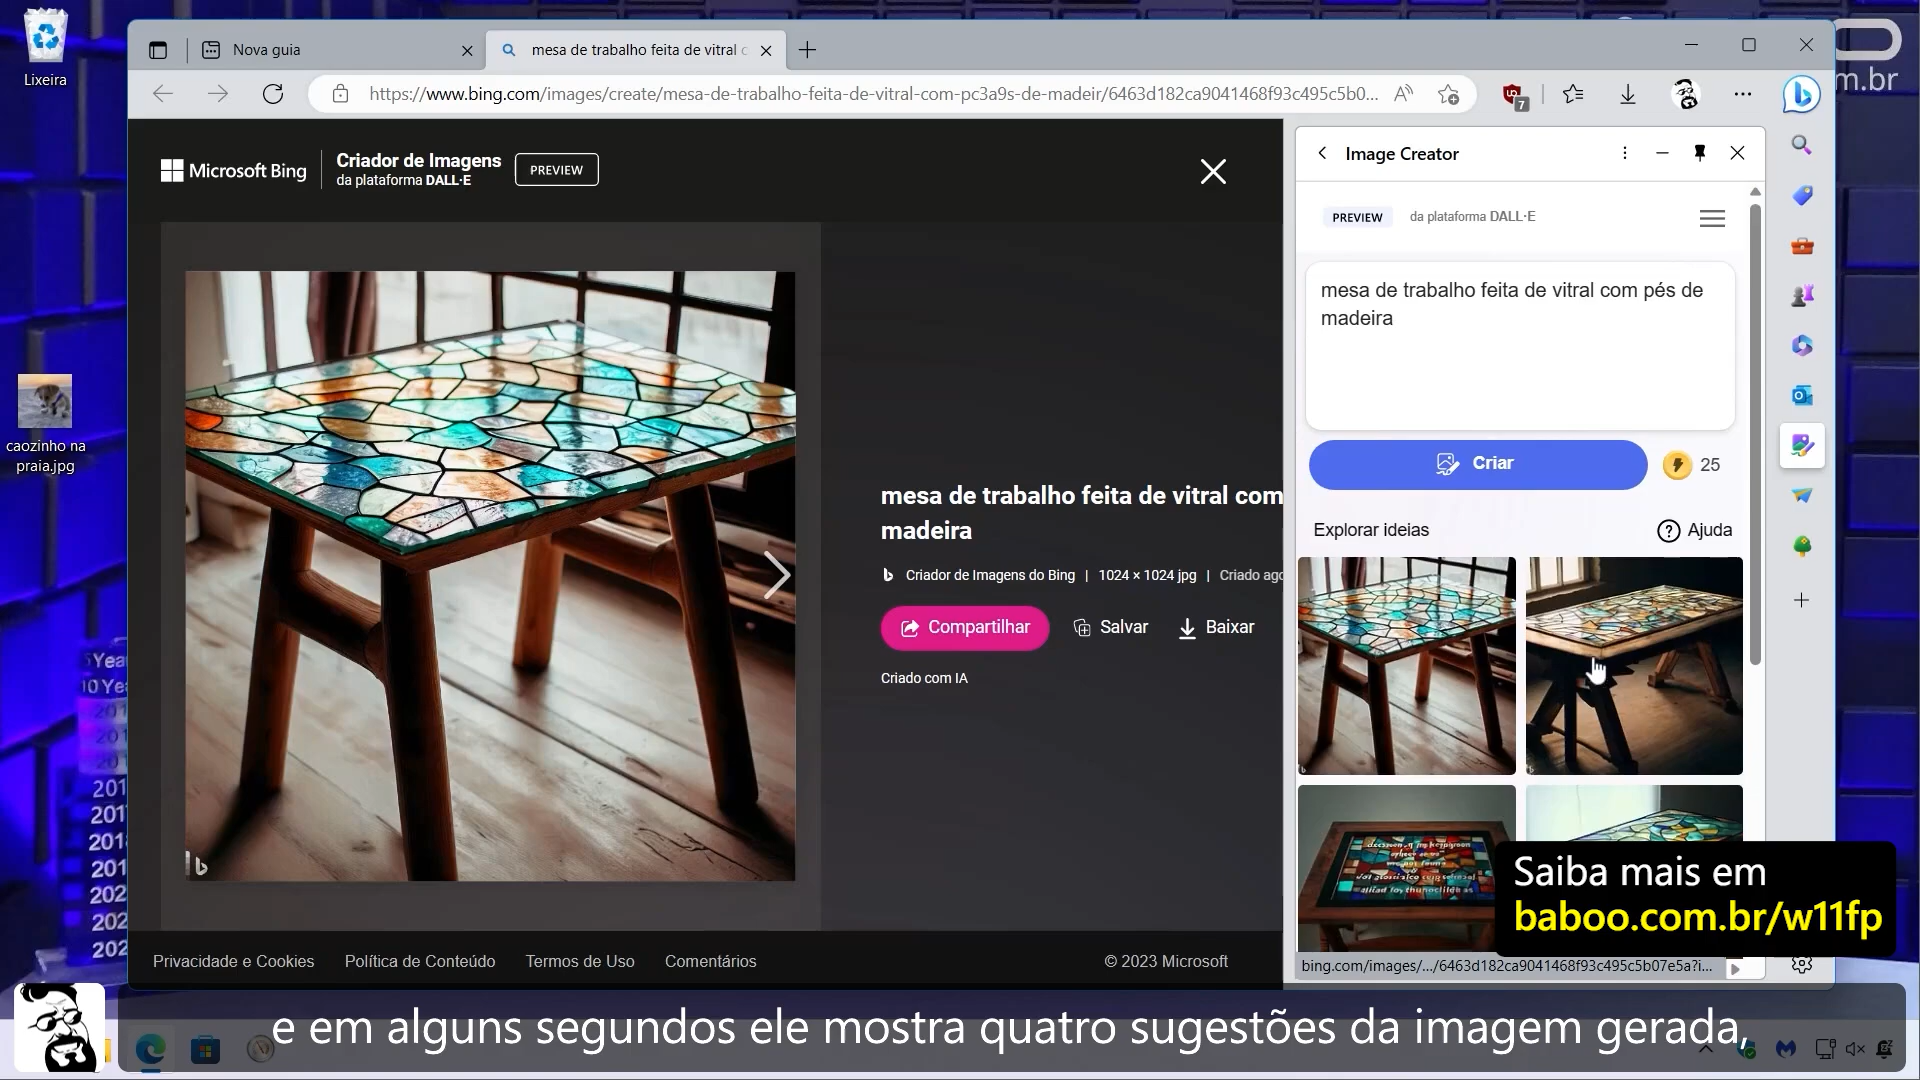 Lixeira
Nova guia
mesa de trabalho feita de vitral c
https://www.bing.com/images/create/mesa-de-trabalho-feita-de-vitral-com-pc3a9s-de-madeir/6463d182ca9041468f93c495c5b0...
7
m.br
Microsoft Bing
Criador de Imagens
da plataforma DALL·E
PREVIEW
Image Creator
PREVIEW
da plataforma DALL·E
mesa de trabalho feita de vitral com pés de
madeira
Criar
25
Explorar ideias
Ajuda
caozinho na
praia.jpg
mesa de trabalho feita de vitral com
madeira
Criador de Imagens do Bing | 1024 × 1024 jpg | Criado ago
Compartilhar
Salvar
Baixar
Criado com IA
Saiba mais em
baboo.com.br/w11fp
bing.com/images/.../6463d182ca9041468f93c495c5b07e5a?i...
Privacidade e Cookies
Política de Conteúdo
Termos de Uso
Comentários
© 2023 Microsoft
e em alguns segundos ele mostra quatro sugestões da imagem gerada,